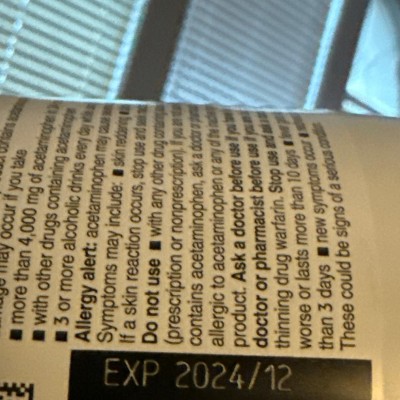 may occur if you take
■ more than 4,000 mg of acetaminophen
■ with other drugs containing acetaminophen
■ 3 or more alcoholic drinks every day
Allergy alert: acetaminophen may cause
Symptoms may include: ■ skin reddening
If a skin reaction occurs, stop use and
Do not use ■ with any other drug
(prescription or nonprescription). If you
contains acetaminophen, ask a doctor
allergic to acetaminophen or any of the
product. Ask a doctor before use if you
doctor or pharmacist before use if
thinning drug warfarin. Stop use and
worse or lasts more than 10 days ■
than 3 days ■ new symptoms occur ■
These could be signs of a serious
EXP 2024/12